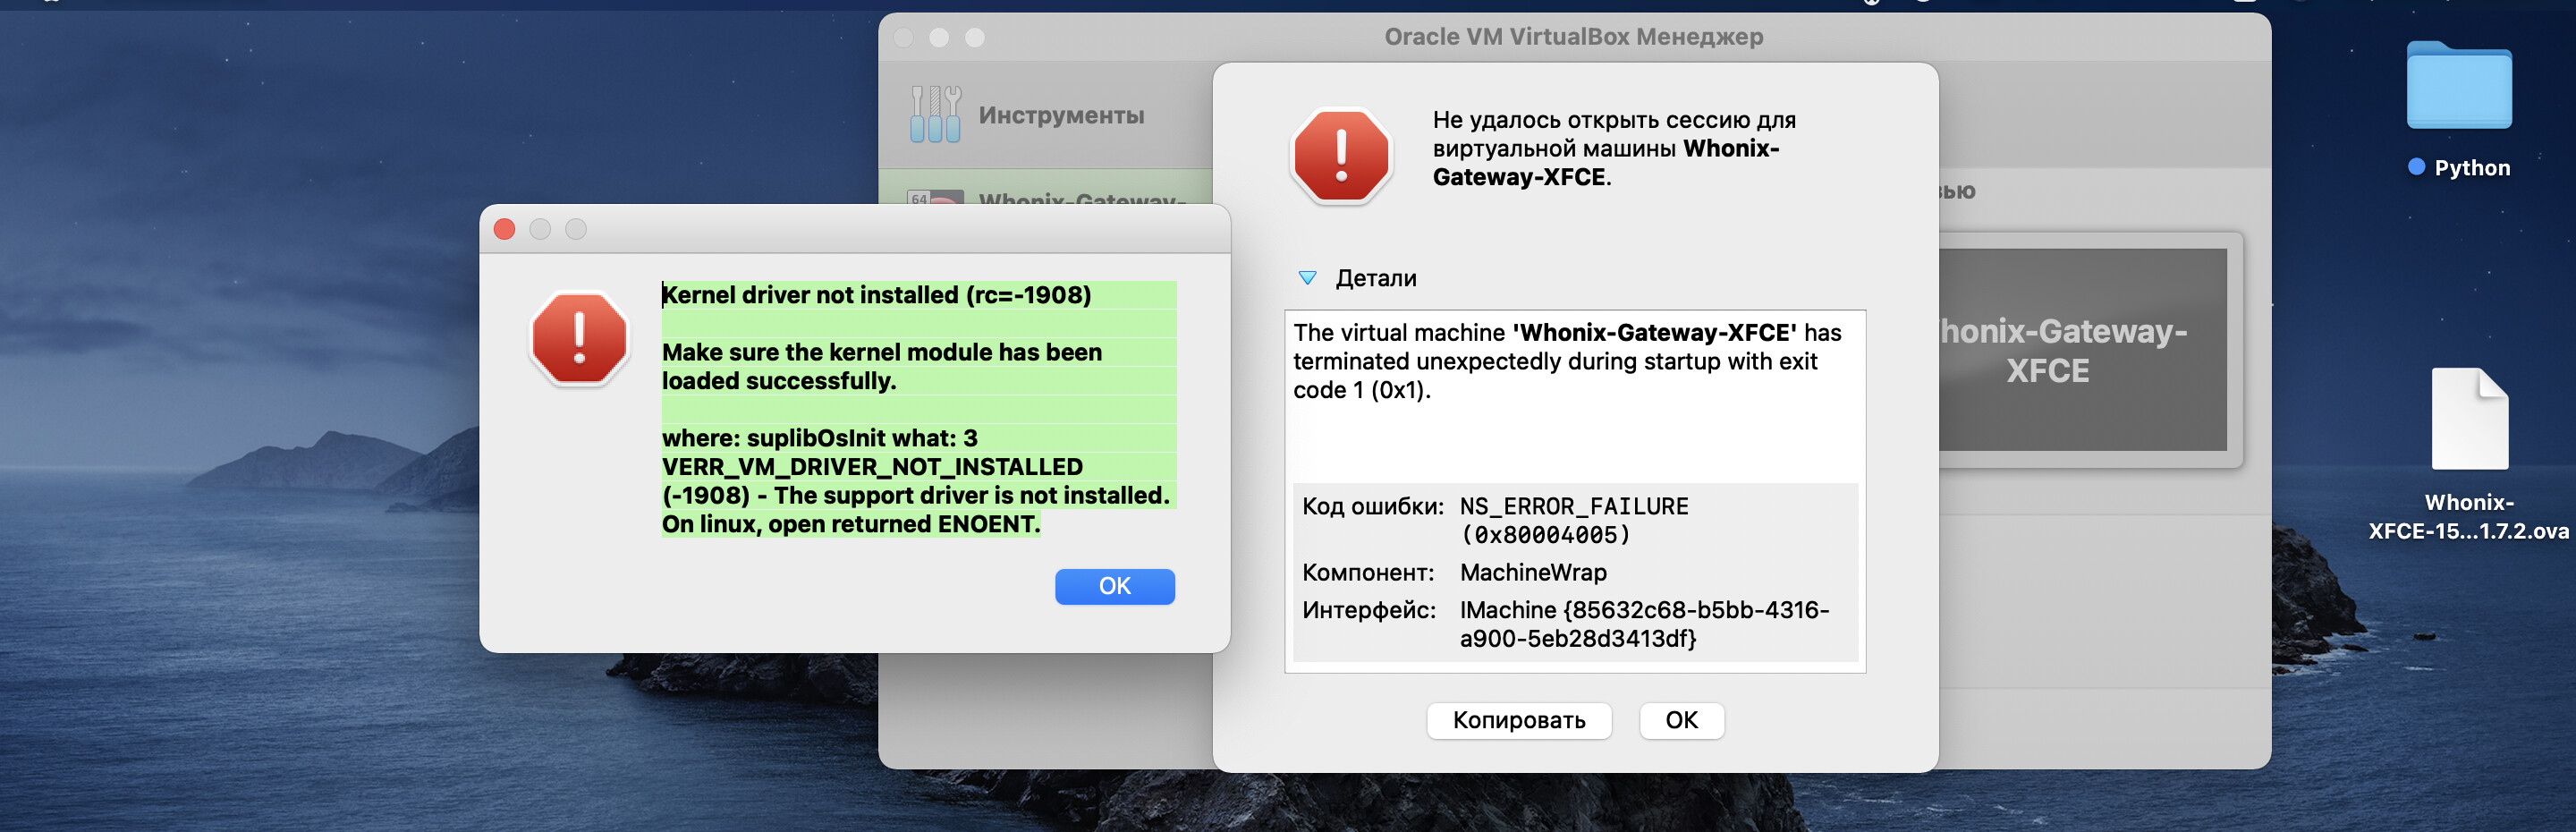 Oracle VM VirtualBox Менеджер
Инструменты
64
Whonix-Gateway-
Kernel driver not installed (rc=-1908)
Make sure the kernel module has been
loaded successfully.
where: suplibOsInit what: 3
VERR_VM_DRIVER_NOT_INSTALLED
(-1908) - The support driver is not installed.
On linux, open returned ENOENT.
OK
Не удалось открыть сессию для
виртуальной машины Whonix-
Gateway-XFCE.
Детали
The virtual machine 'Whonix-Gateway-XFCE' has
terminated unexpectedly during startup with exit
code 1 (0x1).
Код ошибки: NS_ERROR_FAILURE
(0x80004005)
Компонент: MachineWrap
Интерфейс: IMachine {85632c68-b5bb-4316-
a900-5eb28d3413df}
Копировать
OK
honix-Gateway-
XFCE
Python
Whonix-
XFCE-15...1.7.2.ova